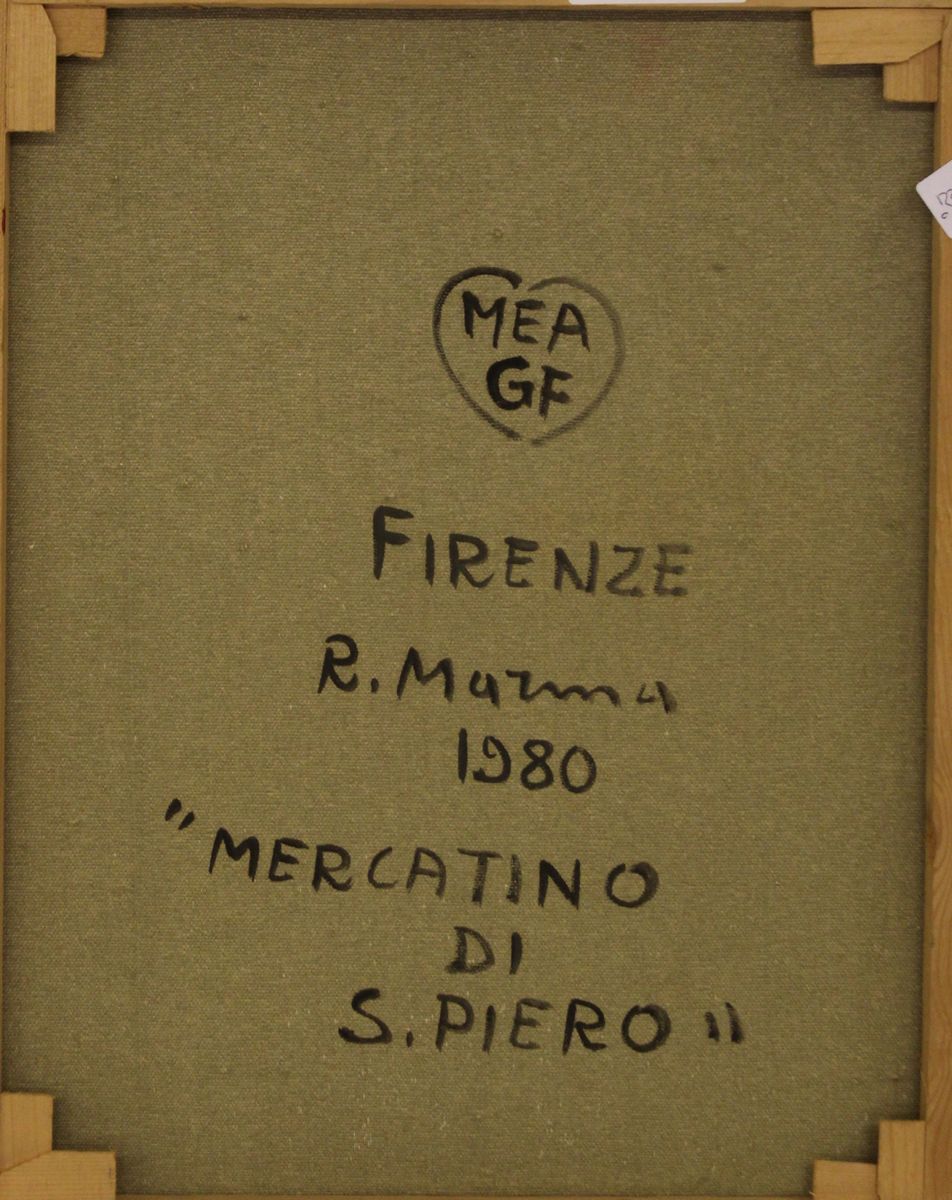 MEA
GF
FIRENZE
R. Marma
1980
"MERCATINO
DI
S. PIERO"